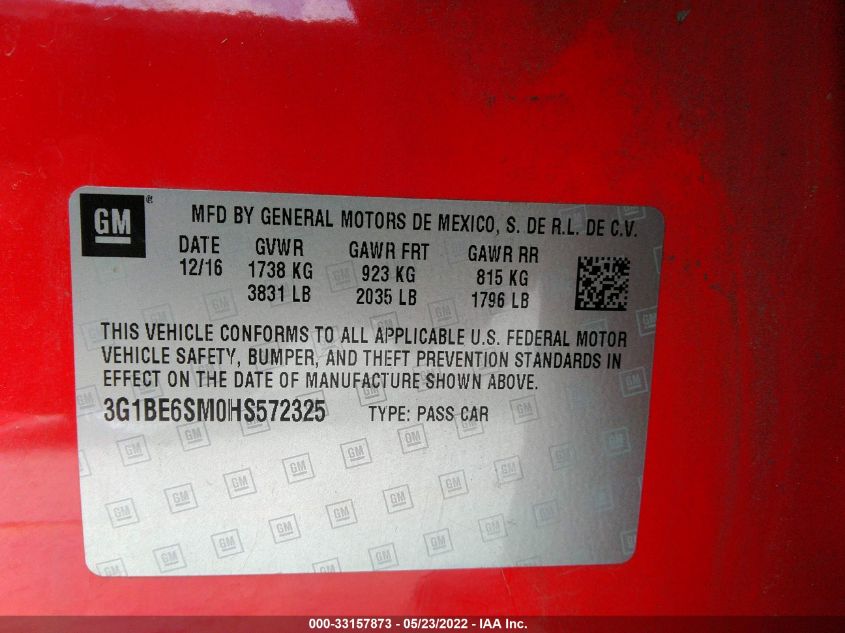 GM®
MFD BY GENERAL MOTORS DE MEXICO, S. DE R.L. DE C.V.
DATE GVWR GAWR FRT GAWR RR
12/16 1738 KG 923 KG 815 KG
3831 LB 2035 LB 1796 LB
THIS VEHICLE CONFORMS TO ALL APPLICABLE U.S. FEDERAL MOTOR
VEHICLE SAFETY, BUMPER, AND THEFT PREVENTION STANDARDS IN
EFFECT ON THE DATE OF MANUFACTURE SHOWN ABOVE.
3G1BE6SM0HS572325 TYPE: PASS CAR
000-33157873 - 05/23/2022 - IAA Inc.